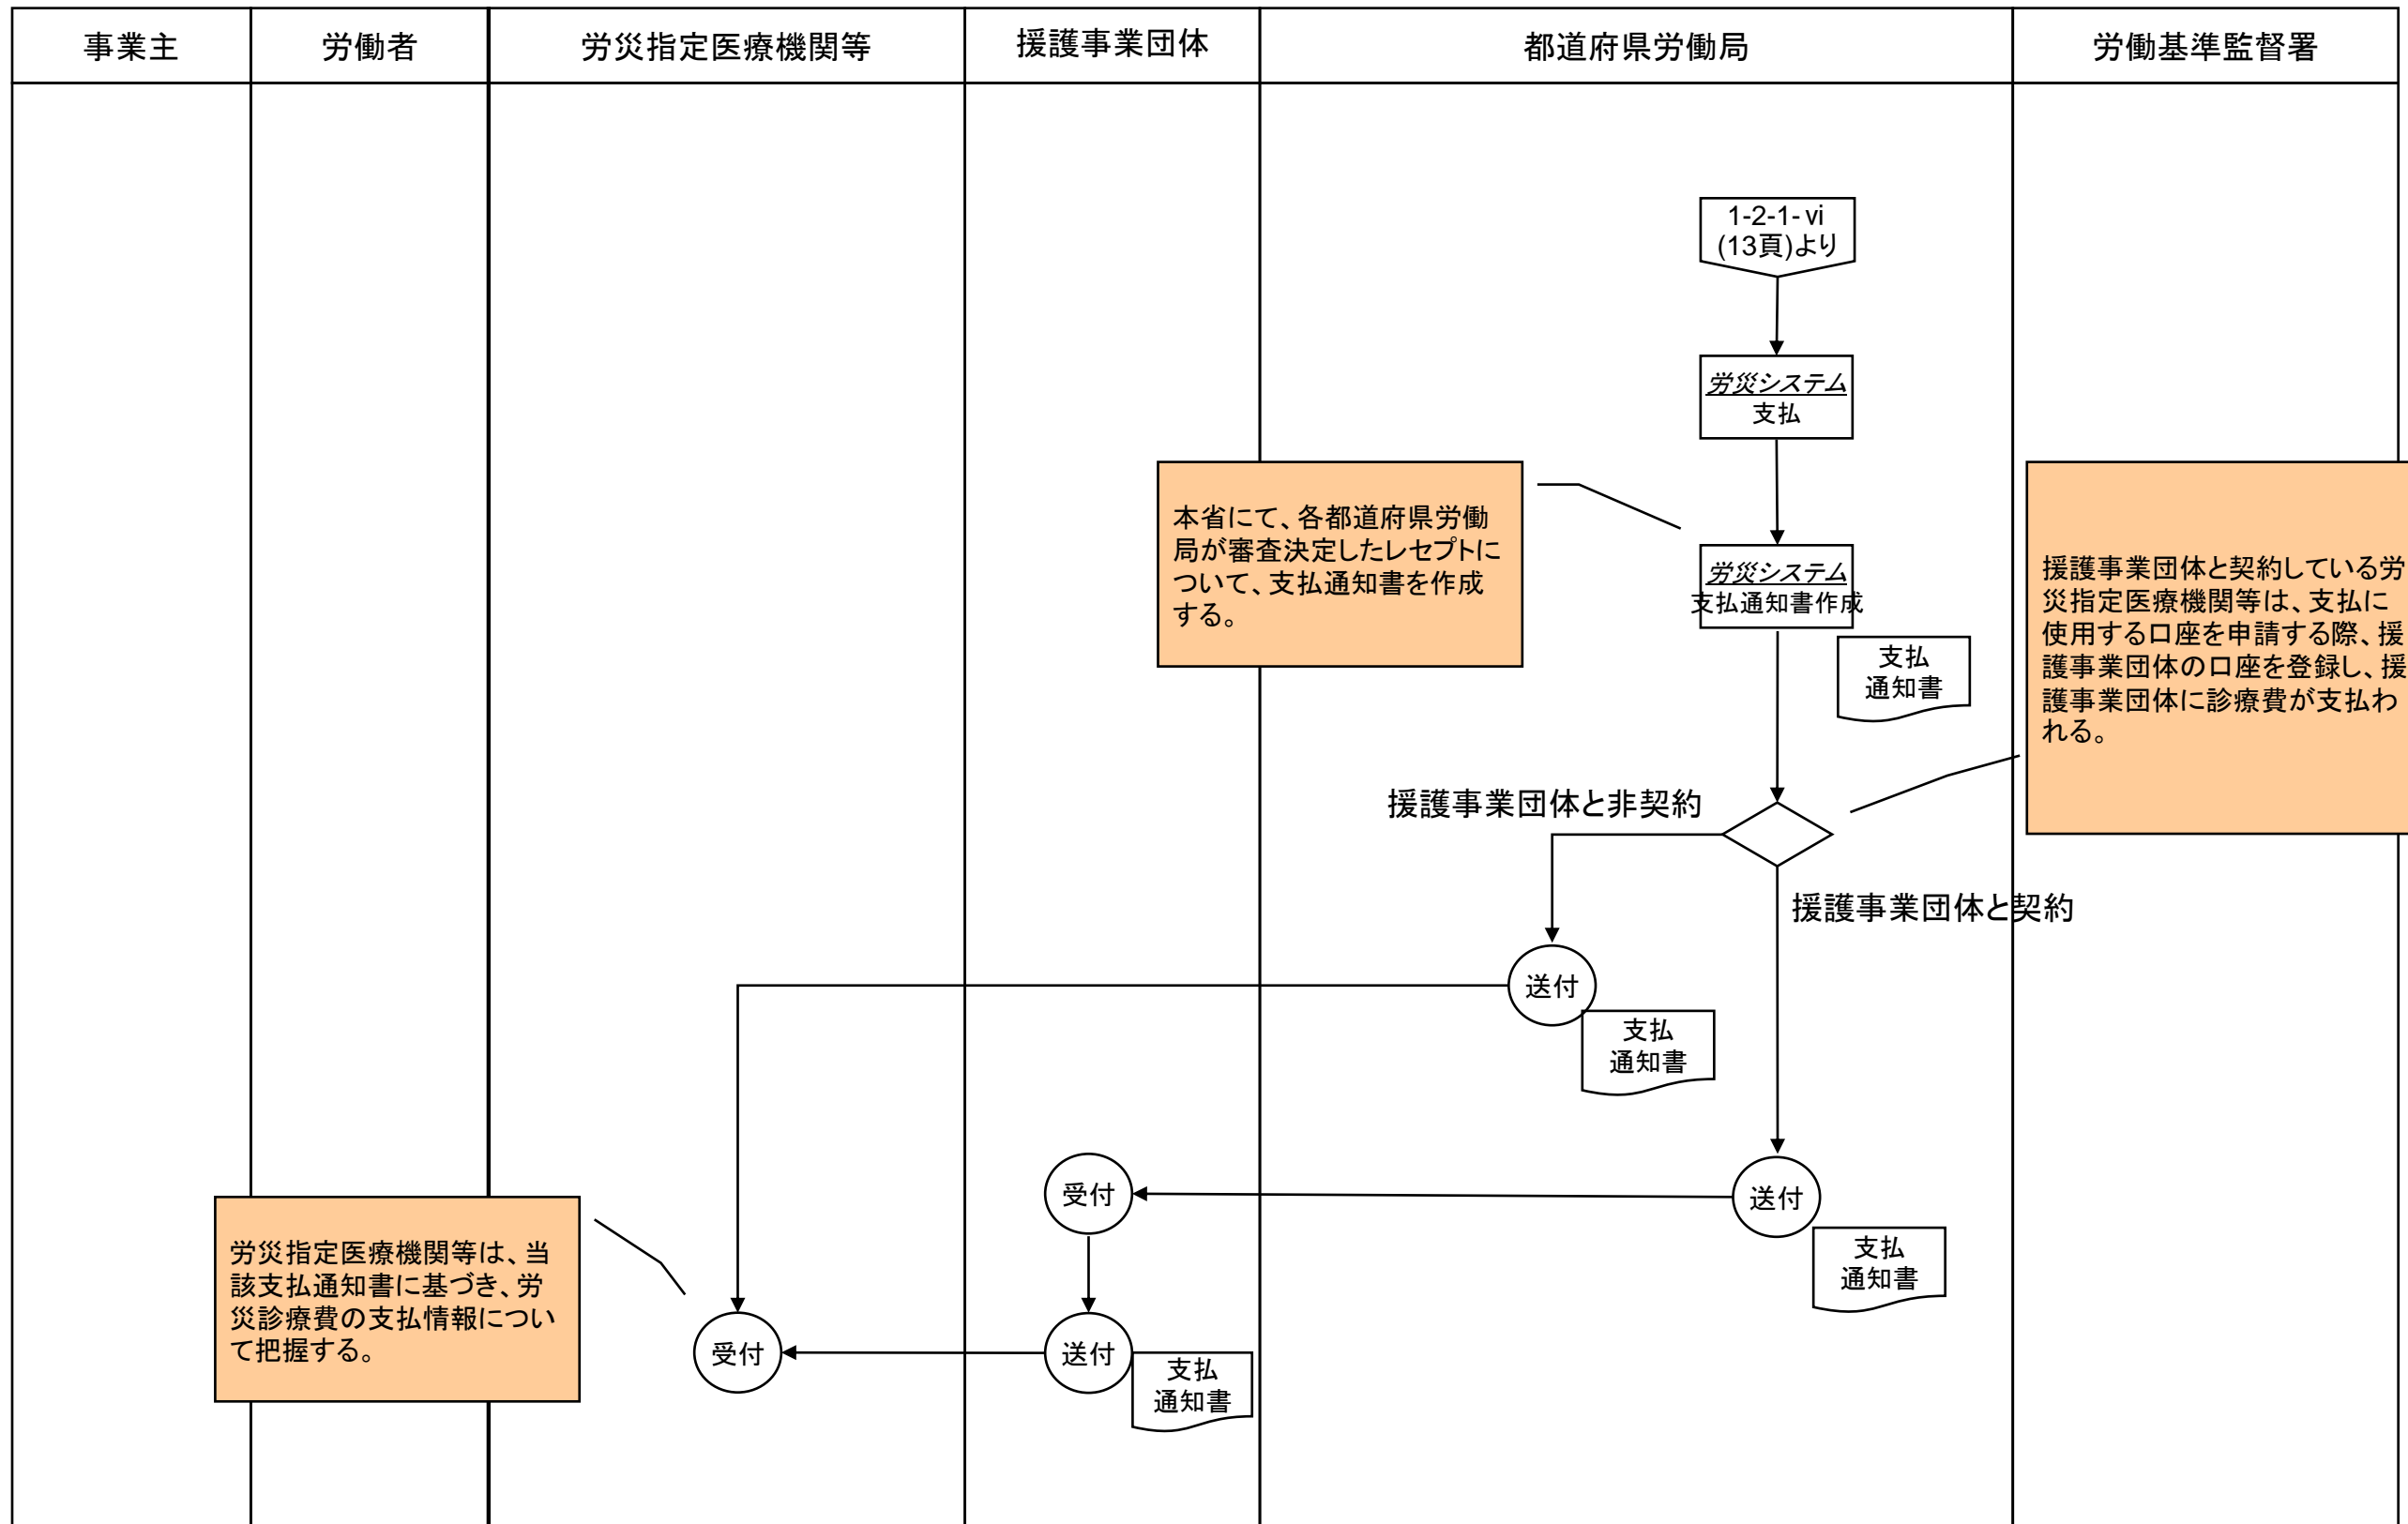 事業主
労働者
労災指定医療機関等
援護事業団体
都道府県労働局
労働基準監督署
1-2-1-ⅵ
(13頁)より
労災システム
支払
本省にて、各都道府県労働
局が審査決定したレセプトに
ついて、支払通知書を作成
する。
労災システム
支払通知書作成
支払
通知書
援護事業団体と契約している労
災指定医療機関等は、支払に
使用する口座を申請する際、援
護事業団体の口座を登録し、援
護事業団体に診療費が支払わ
れる。
援護事業団体と非契約
援護事業団体と契約
送付
支払
通知書
受付
送付
支払
通知書
労災指定医療機関等は、当
該支払通知書に基づき、労
災診療費の支払情報につい
て把握する。
受付
送付
支払
通知書